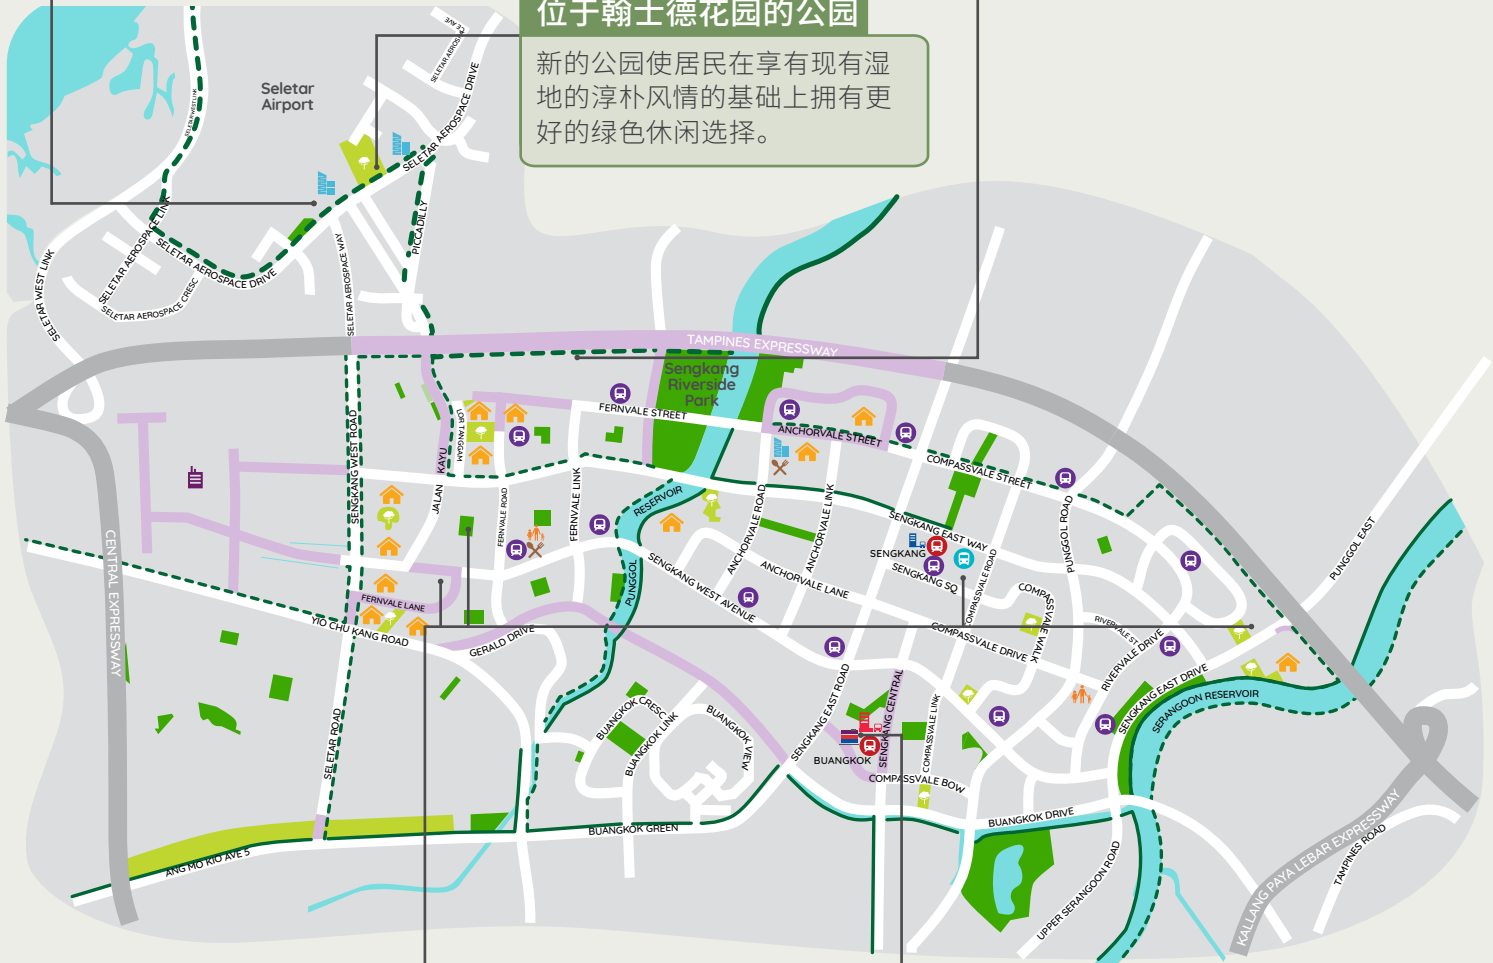 位于翰士德花园的公园
新的公园使居民在享有现有湿
地的淳朴风情的基础上拥有更
好的绿色休闲选择。
Seletar
Airport
SELETAR WEST LINK
SELETAR AEROSPACE DRIVE
SELETAR AEROSPACE LINK
SELETAR AEROSPACE DRIVE
SELETAR AEROSPACE CRESC
SELETAR AEROSPACE WAY
PICCADILLY
SELETAR WEST LINK
TAMPINES EXPRESSWAY
Sengkang
Riverside
Park
FERNVALE STREET
ANCHORVALE STREET
COMPASSVALE STREET
LOR TANGGAM
SENGKANG WEST ROAD
JALAN KAYU
FERNVALE ROAD
FERNVALE LINK
PUNGGOL RESERVOIR
ANCHORVALE ROAD
ANCHORVALE LINK
SENGKANG EAST WAY
SENGKANG
SENGKANG SQ
COMPASSVALE ROAD
PUNGGOL ROAD
PUNGGOL EAST
CENTRAL EXPRESSWAY
ANCHORVALE LANE
SENGKANG WEST AVENUE
COMPASSVALE WALK
FERNVALE LANE
YIO CHU KANG ROAD
GERALD DRIVE
COMPASSVALE DRIVE
RIVERVALE ST
RIVERVALE DRIVE
SENGKANG EAST DRIVE
SERANGOON RESERVOIR
SENGKANG EAST ROAD
SENGKANG CENTRAL
COMPASSVALE LINK
BUANGKOK CRESC
BUANGKOK LINK
BUANGKOK VIEW
SELETAR ROAD
BUANGKOK
COMPASSVALE BOW
BUANGKOK GREEN
BUANGKOK DRIVE
ANG MO KIO AVE 5
UPPER SERANGOON ROAD
KALLANG PAYA LEBAR EXPRESSWAY
TAMPINES ROAD